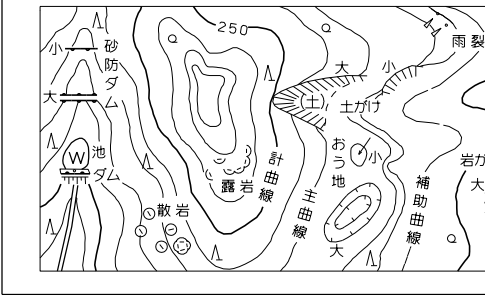 250
小
砂防ダム
大
池
ダム
W
散岩
露岩
計曲線
主曲線
大
小
土
土がけ
おう地
小
大
補助曲線
雨裂
岩が
大